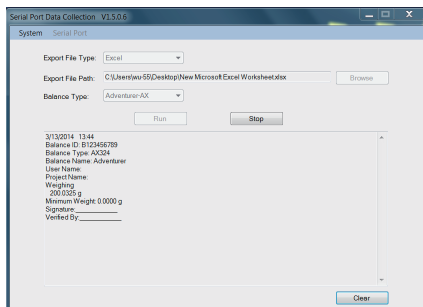 Serial Port Data Collection V1.5.0.6
System Serial Port
Export File Type: Excel
Export File Path: C:\Users\wu-55\Desktop\New Microsoft Excel Worksheet.xlsx Browse
Balance Type: Adventurer-AX
Run Stop
3/13/2014 13:44
Balance ID: B123456789
Balance Type: AX324
Balance Name: Adventurer
User Name:
Project Name:
Weighing
200.0325 g
Minimum Weight: 0.0000 g
Signature:___________
Verified By:___________
Clear